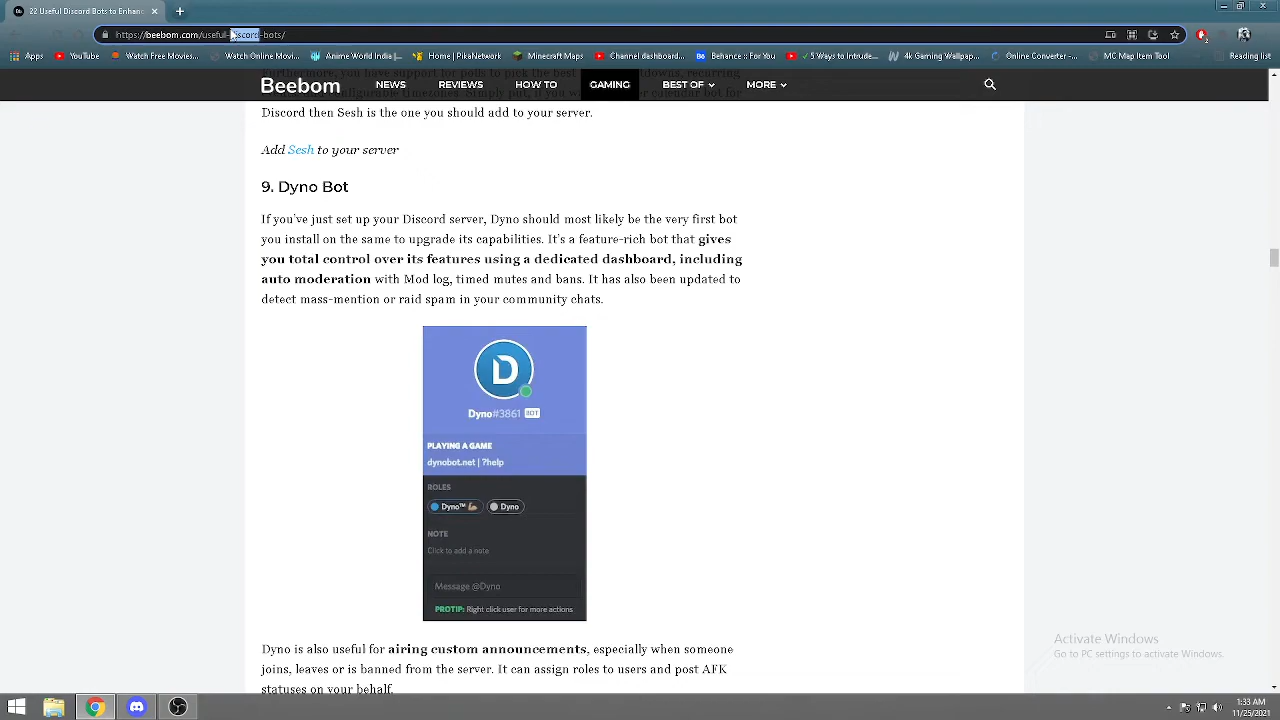 22 Useful Discord Bots to Enhanc
https://beebom.com/useful-discord-bots/
Apps
YouTube
Watch Free Movies...
Anime World India|...
Home | PakNetwork
Minecraft Maps
Channel dashboard...
Behance :: For You
✓ 5 Ways to Intrude...
4k Gaming Wallpap...
Online Converter -...
MC Map Item Tool
Reading list
Beebom
NEWS
REVIEWS
HOW TO
GAMING
BEST OF
MORE
Discord then Sesh is the one you should add to your server.
Add Sesh to your server
9. Dyno Bot
If you've just set up your Discord server, Dyno should most likely be the very first bot
you install on the same to upgrade its capabilities. It's a feature-rich bot that gives
you total control over its features using a dedicated dashboard, including
auto moderation with Mod log, timed mutes and bans. It has also been updated to
detect mass-mention or raid spam in your community chats.
D
Dyno#3861 BOT
PLAYING A GAME
dynobot.net | ?help
ROLES
Dyno™ Dyno
NOTE
Click to add a note
Message @Dyno
PROTIP: Right click user for more actions
Dyno is also useful for airing custom announcements, especially when someone
joins, leaves or is banned from the server. It can assign roles to users and post AFK
statuses on your behalf.
Activate Windows
Go to PC settings to activate Windows.
1:33 AM
11/25/2021